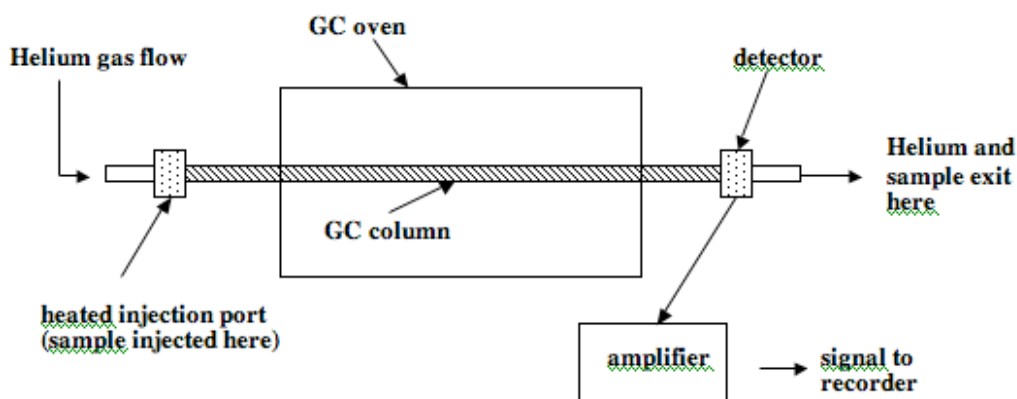 GC oven
Helium gas flow
detector
Helium and
sample exit
here
GC column
heated injection port
(sample injected here)
amplifier
signal to
recorder